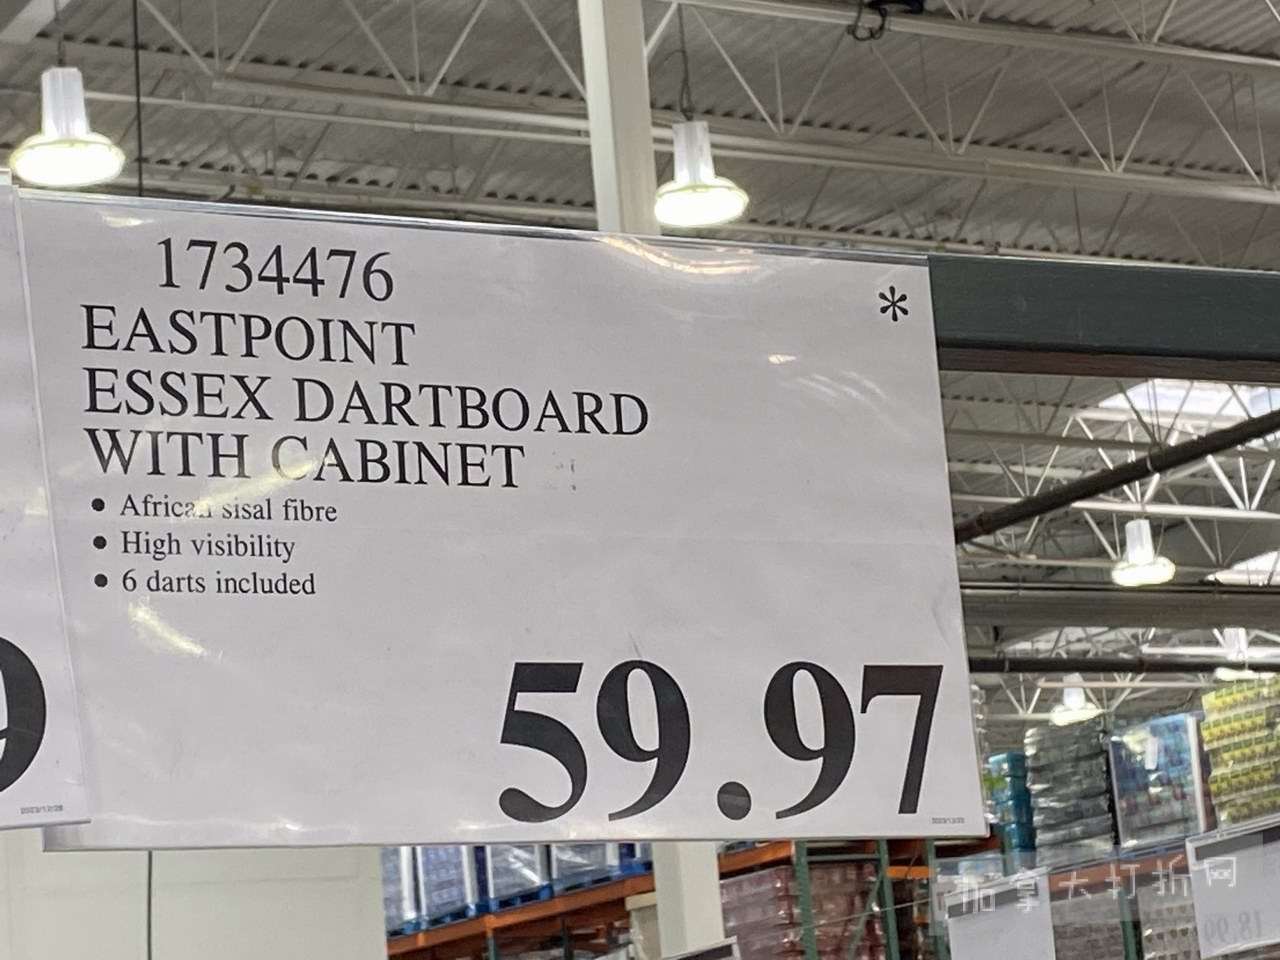 1734476
*
EASTPOINT
ESSEX DARTBOARD
WITH CABINET
• African sisal fibre
• High visibility
• 6 darts included
59.97
9
加拿大打折网